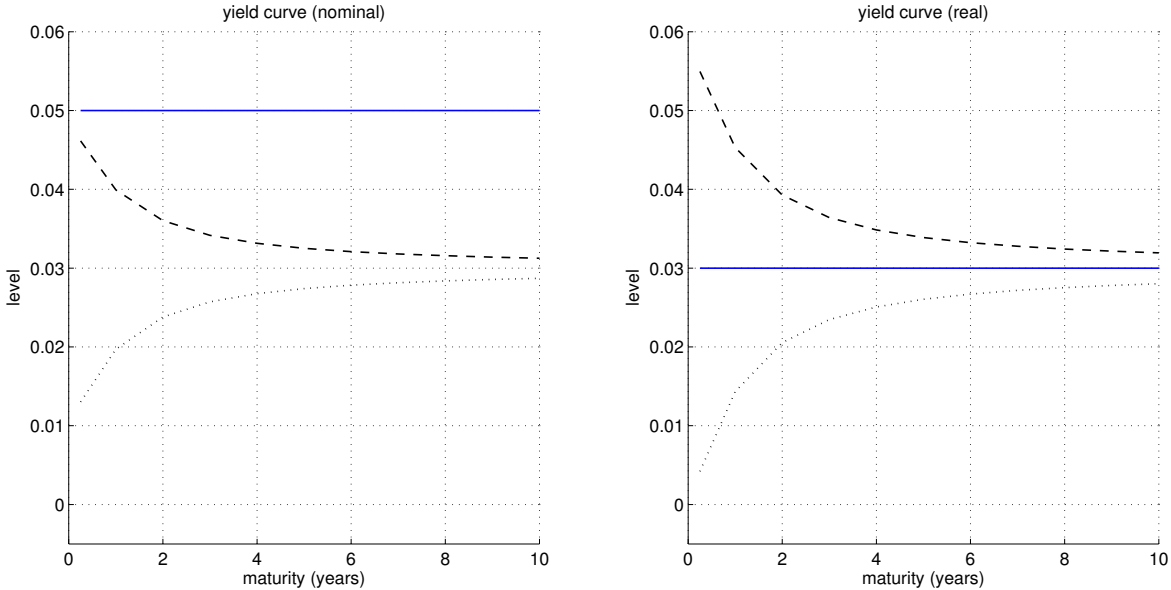 yield curve (nominal)
0.06
0.05
0.04
0.03
0.02
0.01
0
level
0 2 4 6 8 10
maturity (years)
yield curve (real)
0.06
0.05
0.04
0.03
0.02
0.01
0
level
0 2 4 6 8 10
maturity (years)